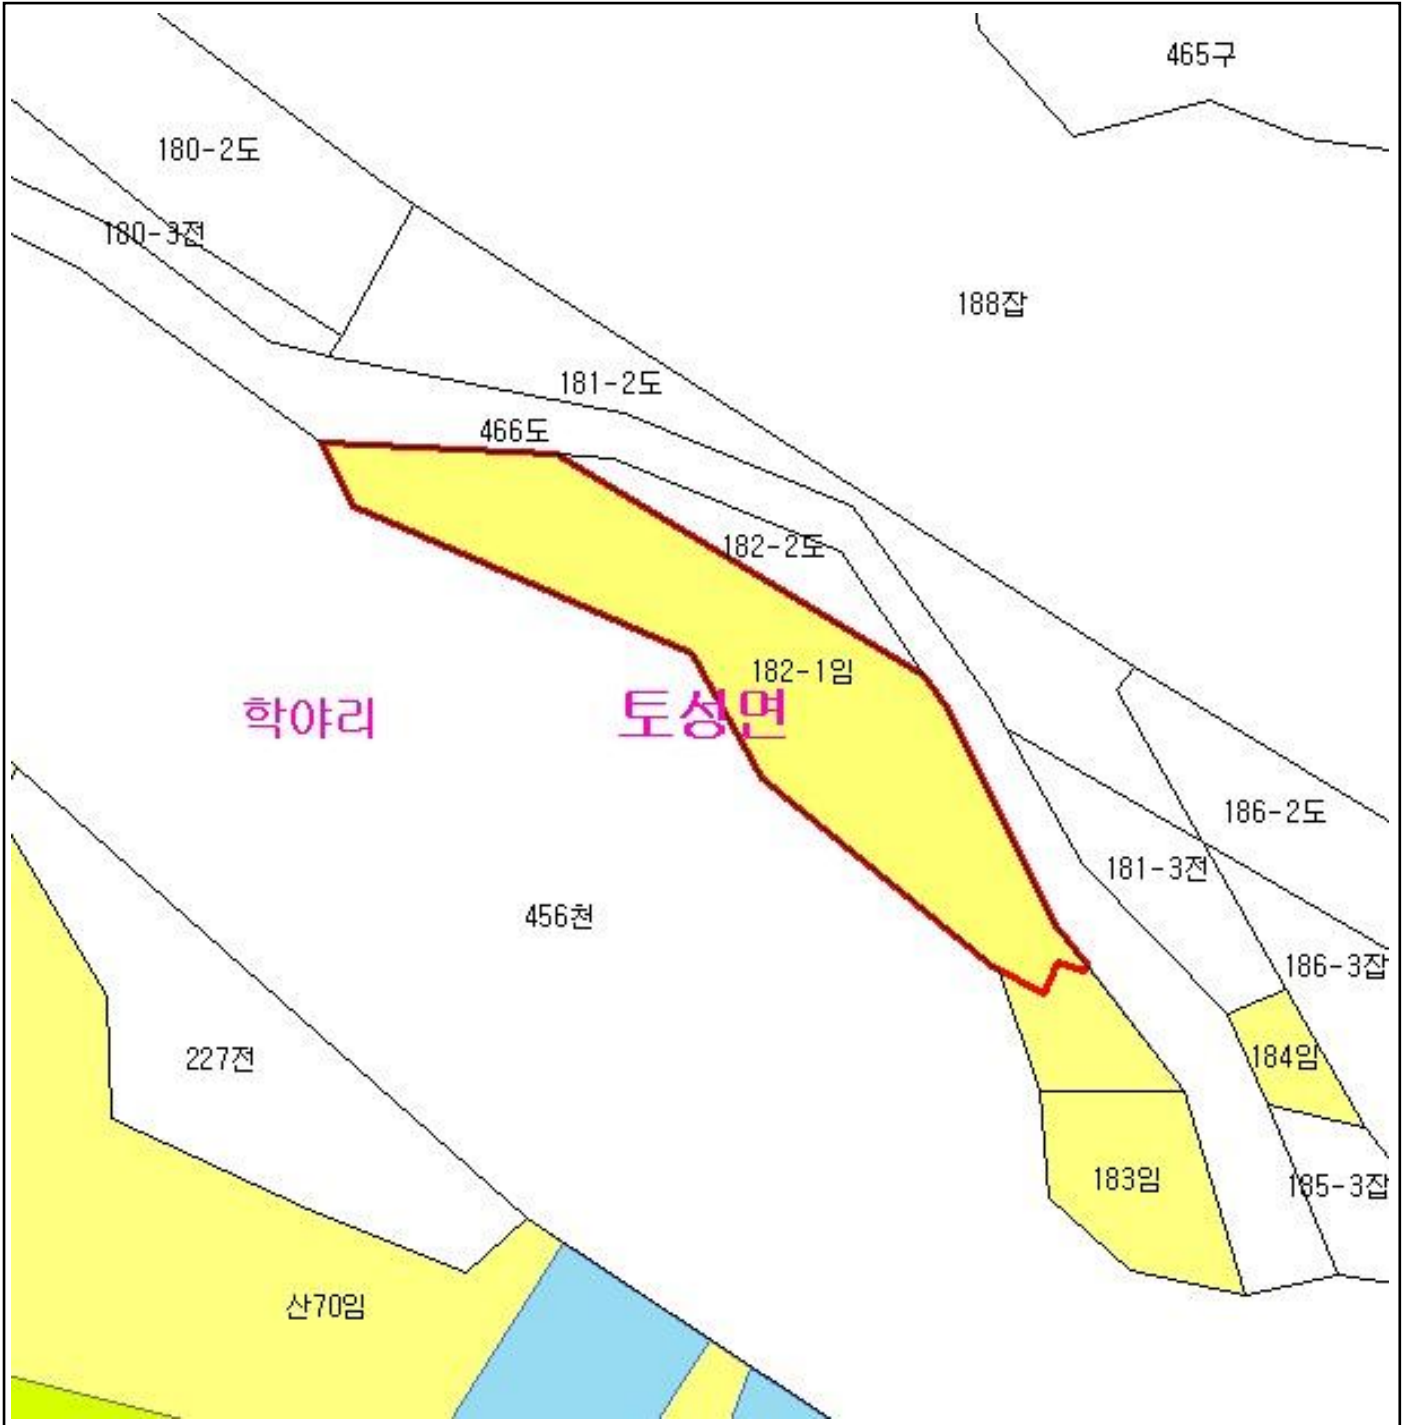 465구
180-2도
180-3전
188잡
181-2도
466도
182-2도
182-1임
학야리
토성면
186-2도
181-3전
456천
186-3잡
227전
184임
183임
185-3잡
산70임